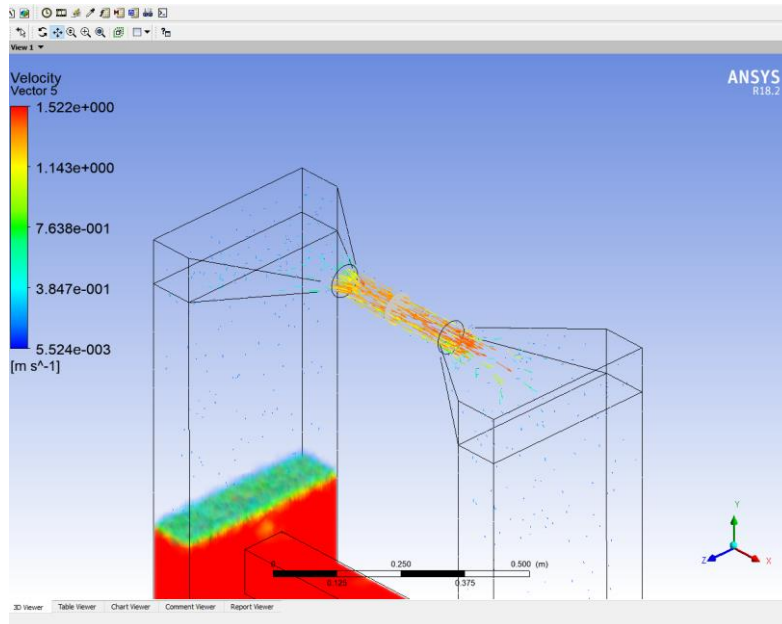 View 1
Velocity
Vector 5
1.522e+000
1.143e+000
7.638e-001
3.847e-001
5.524e-003
[m s^-1]
ANSYS
R18.2
Y
Z
X
0
0.250
0.500 (m)
0.125
0.375
3D Viewer Table Viewer Chart Viewer Comment Viewer Report Viewer